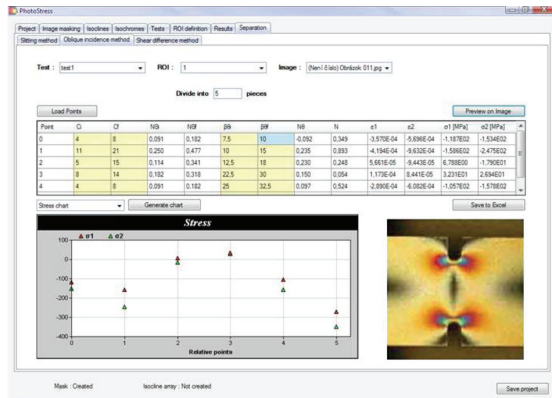 PhotoStress
Project Image masking Isoclines Isochromes Tests ROI definition Results Separation
Slitting method Oblique incidence method Shear difference method
Test : test1 ROI : 1 Image : (Není čislo) Obrázok 011.jpg
Divide into 5 pieces
Load Points Preview on Image
Point Ci Cf Nθi Nθf βθi βθf Nθ N ε1 ε2 σ1 [MPa] σ2 [MPa]
0 4 8 0,091 0,182 7,5 10 -0,092 0,349 -3,570E-04 -5,696E-04 -1,187E02 -1,534E02
1 11 21 0,250 0,477 10 15 0,235 0,893 -4,194E-04 -9,632E-04 -1,586E02 -2,475E02
2 5 15 0,114 0,341 12,5 18 0,230 0,248 5,661E-05 -9,443E-05 6,788E00 -1,790E01
3 8 14 0,182 0,318 22,5 30 0,150 0,054 1,173E-04 8,441E-05 3,231E01 2,694E01
4 4 8 0,091 0,182 25 32,5 0,097 0,524 -2,890E-04 -6,082E-04 -1,057E02 -1,578E02
Stress chart Generate chart Save to Excel
Stress
σ1 σ2
100
0
-100
-200
-300
-400
0 1 2 3 4 5
Relative points
Mask : Created Isocline array : Not created Save project